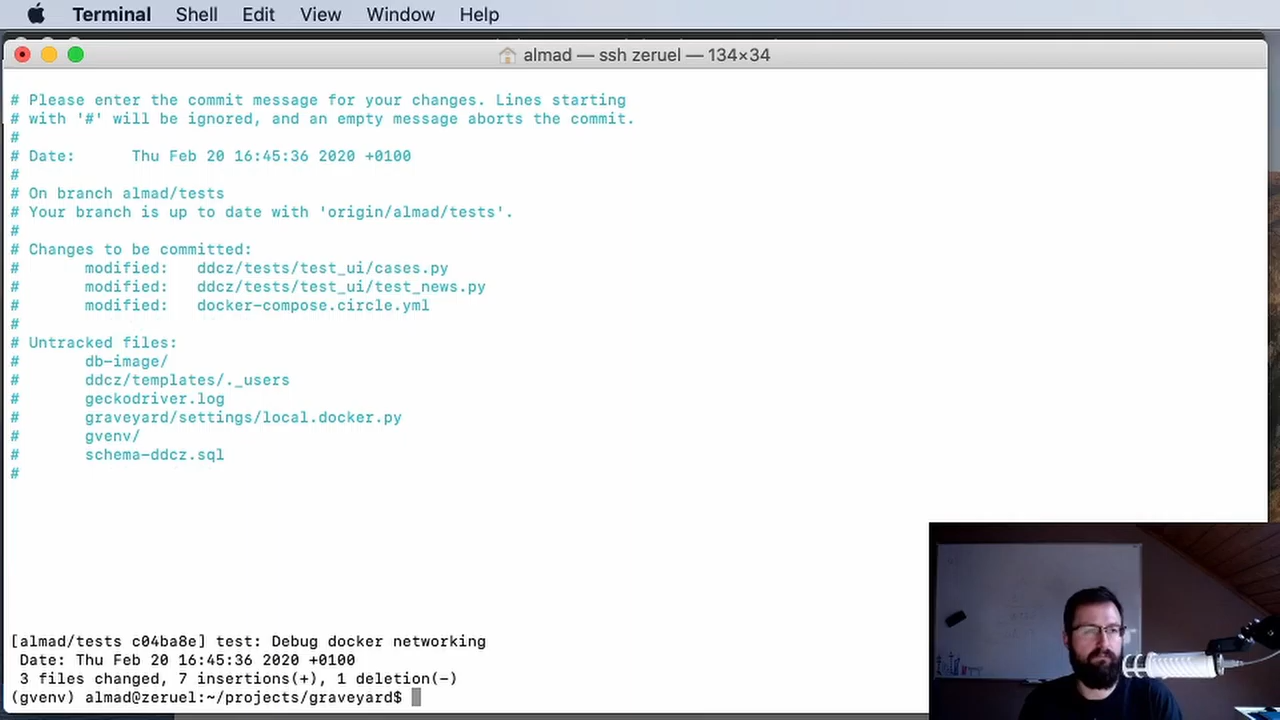 Terminal Shell Edit View Window Help
almad — ssh zeruel — 134×34
# Please enter the commit message for your changes. Lines starting
# with '#' will be ignored, and an empty message aborts the commit.
#
# Date:      Thu Feb 20 16:45:36 2020 +0100
#
# On branch almad/tests
# Your branch is up to date with 'origin/almad/tests'.
#
# Changes to be committed:
#       modified:   ddcz/tests/test_ui/cases.py
#       modified:   ddcz/tests/test_ui/test_news.py
#       modified:   docker-compose.circle.yml
#
# Untracked files:
#       db-image/
#       ddcz/templates/._users
#       geckodriver.log
#       graveyard/settings/local.docker.py
#       gvenv/
#       schema-ddcz.sql
#
[almad/tests c04ba8e] test: Debug docker networking
 Date: Thu Feb 20 16:45:36 2020 +0100
 3 files changed, 7 insertions(+), 1 deletion(-)
(gvenv) almad@zeruel:~/projects/graveyard$